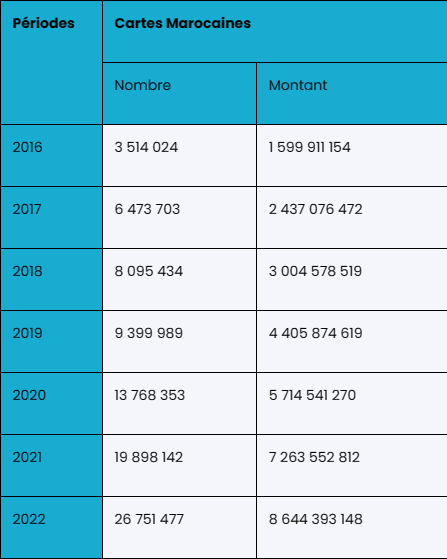 Périodes Cartes Marocaines
Nombre Montant
2016 3 514 024 1 599 911 154
2017 6 473 703 2 437 076 472
2018 8 095 434 3 004 578 519
2019 9 399 989 4 405 874 619
2020 13 768 353 5 714 541 270
2021 19 898 142 7 263 552 812
2022 26 751 477 8 644 393 148